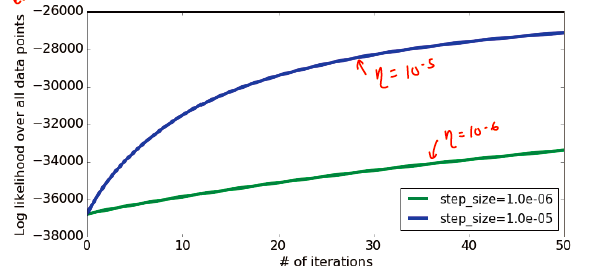 −26000
−28000
−30000
−32000
−34000
−36000
−38000
Log likelihood over all data points
η = 10⁻⁵
η = 10⁻⁶
step_size=1.0e-06
step_size=1.0e-05
0 10 20 30 40 50
# of iterations